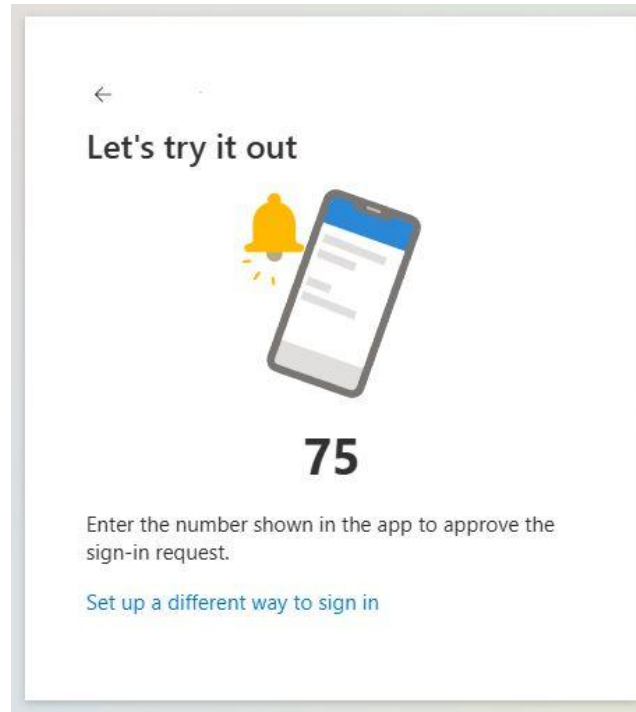 Let's try it out
75
Enter the number shown in the app to approve the
sign-in request.
Set up a different way to sign in